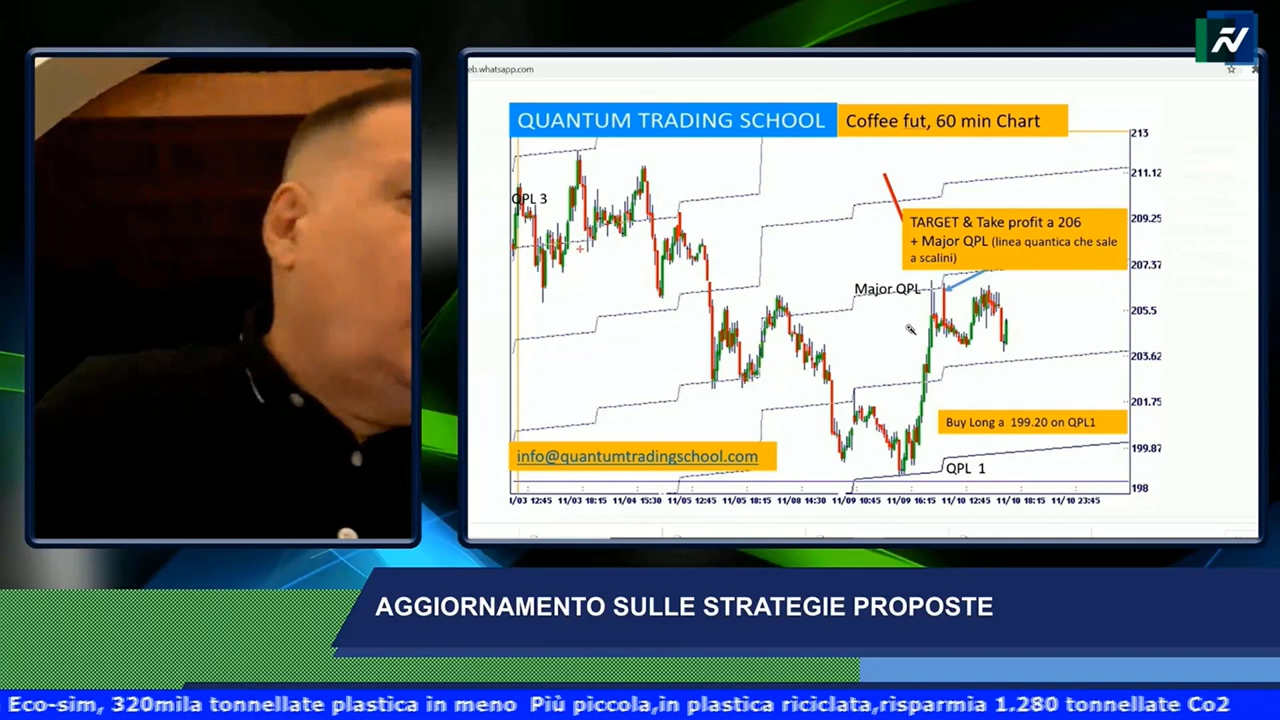 eb.whatsapp.com
QUANTUM TRADING SCHOOL
Coffee fut, 60 min Chart
213
211.12
209.25
207.37
205.5
203.62
201.75
199.87
198
QPL 3
TARGET & Take profit a 206
+ Major QPL (linea quantica che sale
a scalini)
Major QPL
Buy Long a 199.20 on QPL1
info@quantumtradingschool.com
QPL 1
1/03 12:45 11/03 18:15 11/04 15:30 11/05 12:45 11/05 18:15 11/08 14:30 11/09 10:45 11/09 16:15 11/10 12:45 11/10 18:15 11/10 23:45
AGGIORNAMENTO SULLE STRATEGIE PROPOSTE
Eco-sim, 320mila tonnellate plastica in meno Più piccola,in plastica riciclata,risparmia 1.280 tonnellate Co2